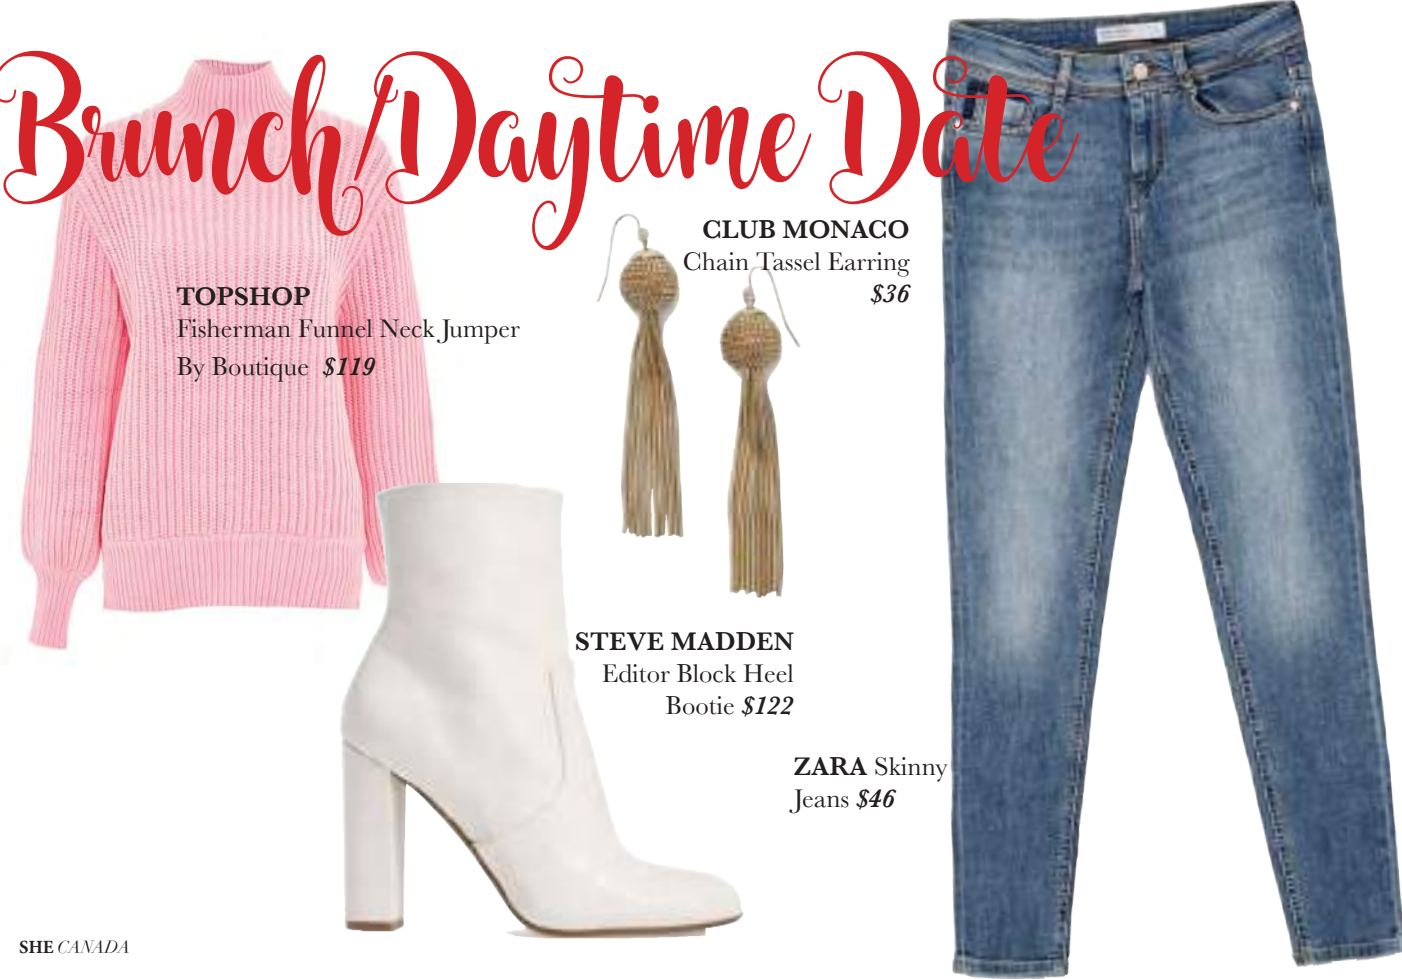 Brunch/Daytime Date
CLUB MONACO
Chain Tassel Earring
$36
TOPSHOP
Fisherman Funnel Neck Jumper
By Boutique $119
STEVE MADDEN
Editor Block Heel
Bootie $122
ZARA Skinny
Jeans $46
SHE CANADA